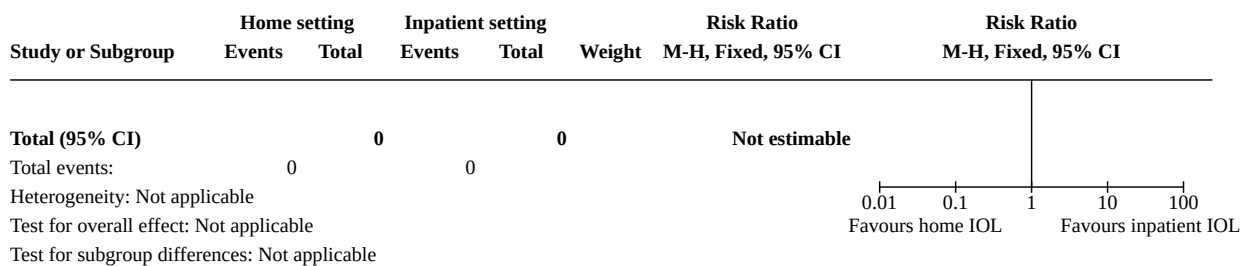 Home setting Inpatient setting Risk Ratio Risk Ratio
Study or Subgroup Events Total Events Total Weight M-H, Fixed, 95% CI M-H, Fixed, 95% CI
Total (95% CI) 0 0 Not estimable
Total events: 0 0
Heterogeneity: Not applicable
0.01 0.1 1 10 100
Test for overall effect: Not applicable Favours home IOL Favours inpatient IOL
Test for subgroup differences: Not applicable